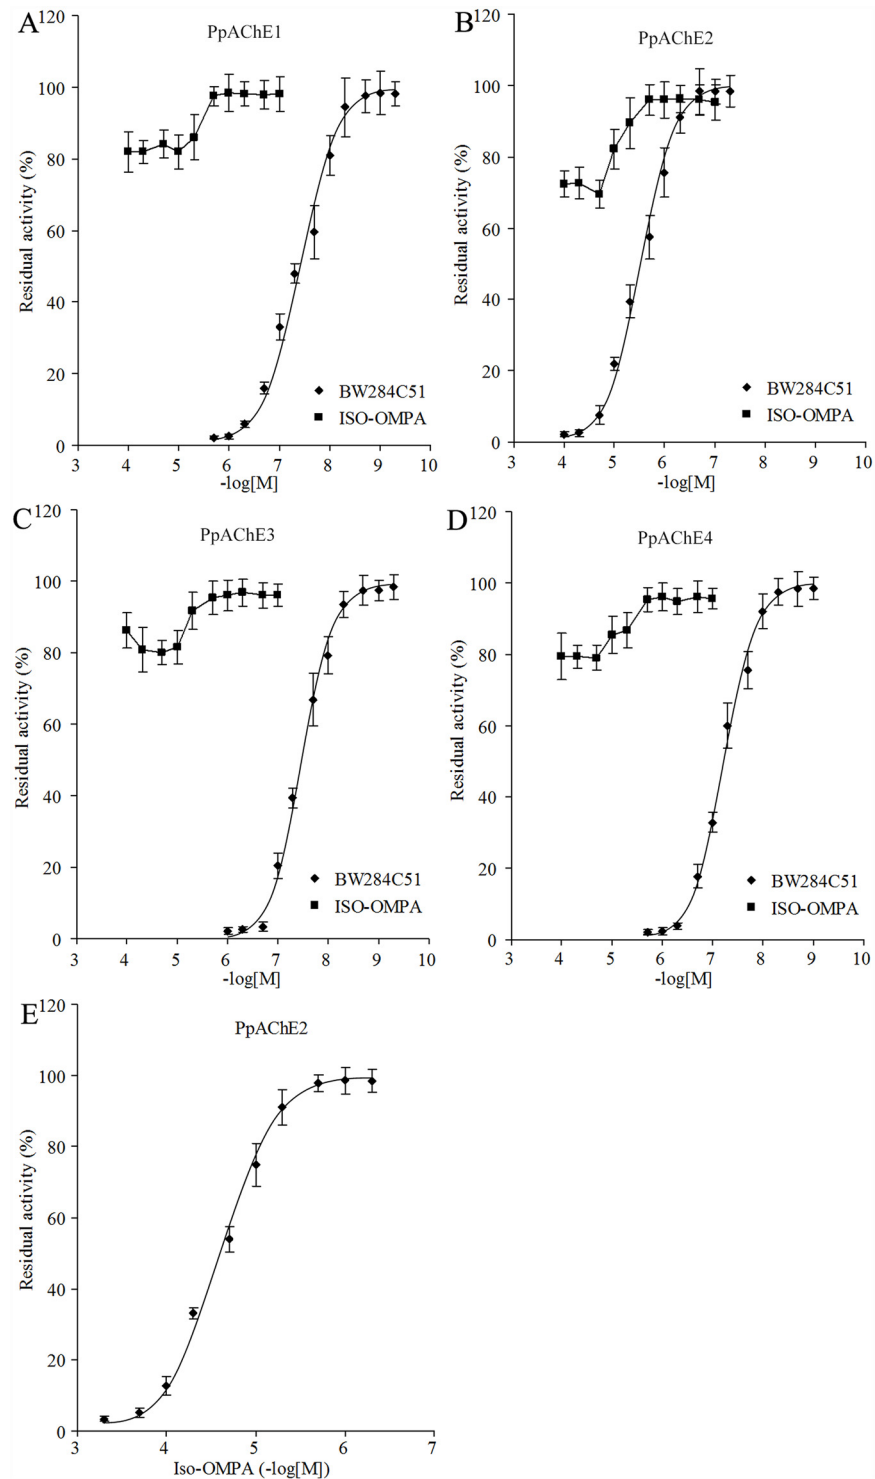 A
PpAChE1
120
100
80
60
40
20
0
Residual activity (%)
BW284C51
ISO-OMPA
3 4 5 6 7 8 9 10
-log[M]
B
PpAChE2
120
100
80
60
40
20
0
Residual activity (%)
BW284C51
ISO-OMPA
3 4 5 6 7 8 9 10
-log[M]
C
PpAChE3
120
100
80
60
40
20
0
Residual activity (%)
BW284C51
ISO-OMPA
3 4 5 6 7 8 9 10
-log[M]
D
PpAChE4
120
100
80
60
40
20
0
Residual activity (%)
BW284C51
ISO-OMPA
3 4 5 6 7 8 9 10
-log[M]
E
PpAChE2
120
100
80
60
40
20
0
Residual activity (%)
3 4 5 6 7
Iso-OMPA (-log[M])